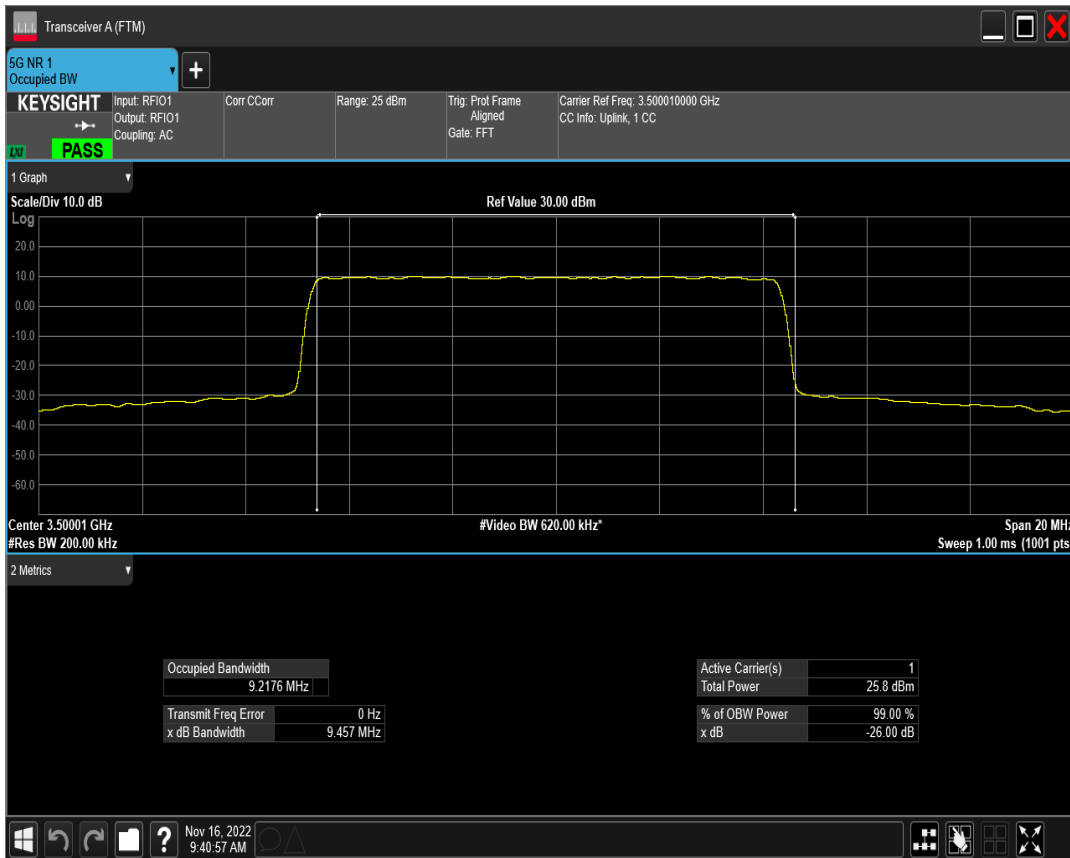 Transceiver A (FTM)
5G NR 1
Occupied BW
+
KEYSIGHT
LXI
PASS
Input: RFIO1
Output: RFIO1
Coupling: AC
Corr CCorr
Range: 25 dBm
Trig: Prot Frame
Aligned
Gate: FFT
Carrier Ref Freq: 3.500010000 GHz
CC Info: Uplink, 1 CC
1 Graph
Scale/Div 10.0 dB
Ref Value 30.00 dBm
Log
20.0
10.0
0.00
-10.0
-20.0
-30.0
-40.0
-50.0
-60.0
Center 3.50001 GHz
#Video BW 620.00 kHz*
Span 20 MHz
#Res BW 200.00 kHz
Sweep 1.00 ms (1001 pts
2 Metrics
Occupied Bandwidth
9.2176 MHz
Transmit Freq Error 0 Hz
x dB Bandwidth 9.457 MHz
Active Carrier(s) 1
Total Power 25.8 dBm
% of OBW Power 99.00 %
x dB -26.00 dB
?
Nov 16, 2022
9:40:57 AM